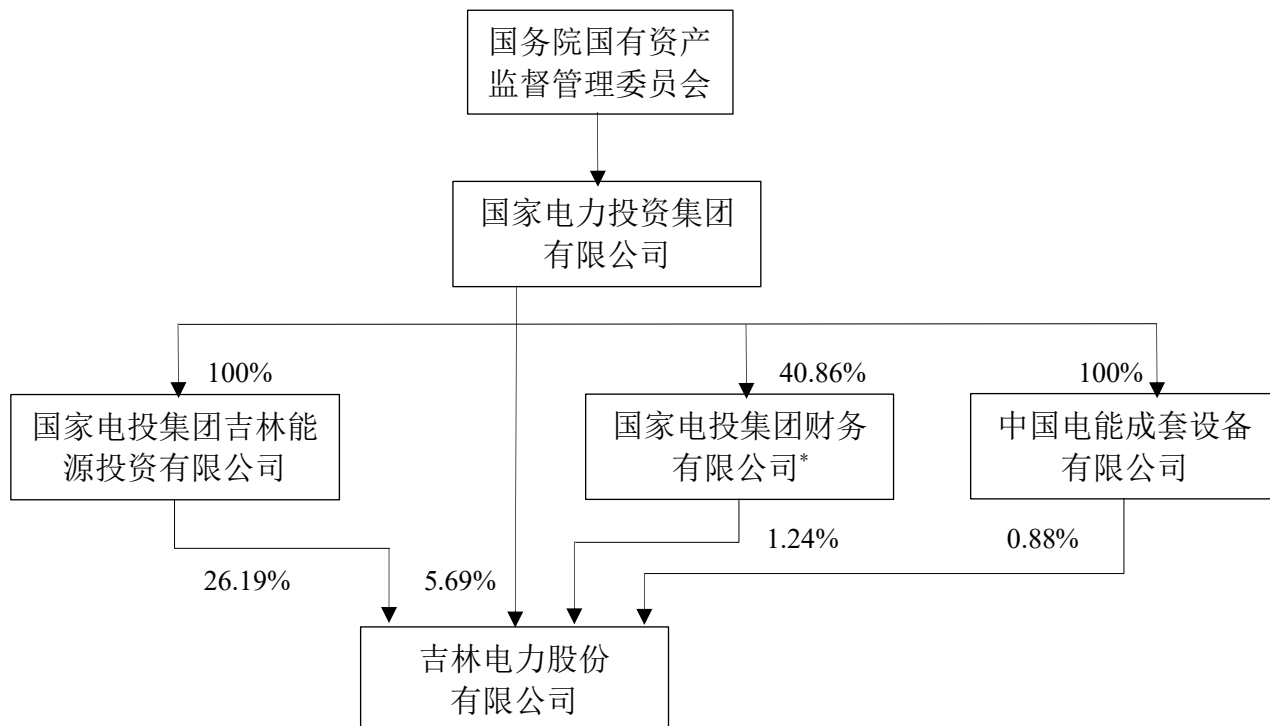 国务院国有资产
监督管理委员会
国家电力投资集团
有限公司
100%
40.86%
100%
国家电投集团吉林能
源投资有限公司
国家电投集团财务
有限公司*
中国电能成套设备
有限公司
26.19%
5.69%
1.24%
0.88%
吉林电力股份
有限公司